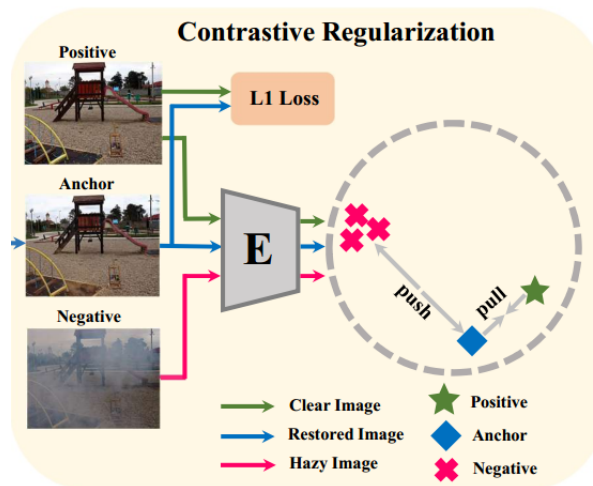 Contrastive Regularization
Positive
L1 Loss
Anchor
E
push
pull
Negative
Clear Image
Positive
Restored Image
Anchor
Hazy Image
Negative